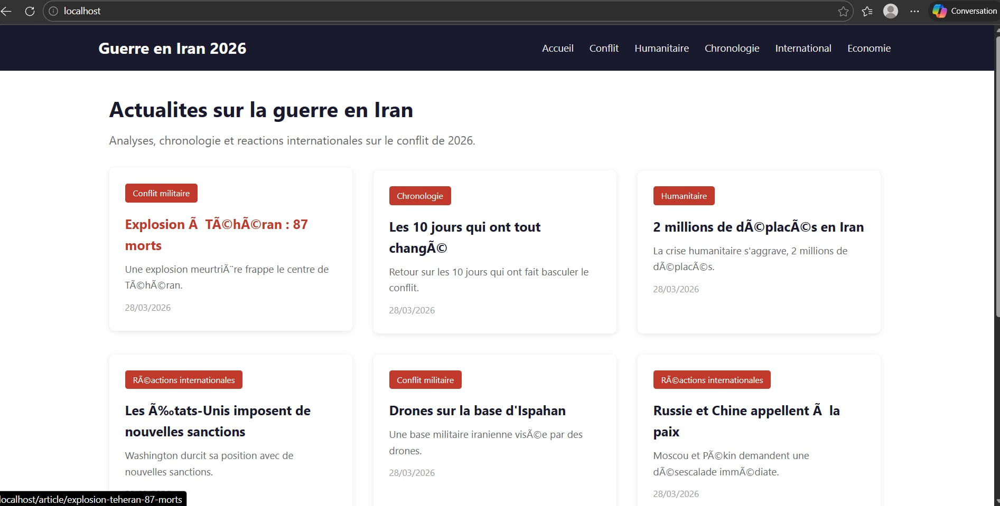 localhost
Conversation
Guerre en Iran 2026
Accueil Conflit Humanitaire Chronologie International Economie
Actualites sur la guerre en Iran
Analyses, chronologie et reactions internationales sur le conflit de 2026.
Conflit militaire
Explosion Ã  TÃ©hÃ©ran : 87
morts
Une explosion meurtriÃ¨re frappe le centre de
TÃ©hÃ©ran.
28/03/2026
Chronologie
Les 10 jours qui ont tout
changÃ©
Retour sur les 10 jours qui ont fait basculer le
conflit.
28/03/2026
Humanitaire
2 millions de dÃ©placÃ©s en Iran
La crise humanitaire s'aggrave, 2 millions de
dÃ©placÃ©s.
28/03/2026
RÃ©actions internationales
Les Ã‰tats-Unis imposent de
nouvelles sanctions
Washington durcit sa position avec de
nouvelles sanctions.
Conflit militaire
Drones sur la base d'Ispahan
Une base militaire iranienne visÃ©e par des
drones.
28/03/2026
RÃ©actions internationales
Russie et Chine appellent Ã  la
paix
Moscou et PÃ©kin demandent une
dÃ©sescalade immÃ©diate.
28/03/2026
localhost/article/explosion-teheran-87-morts